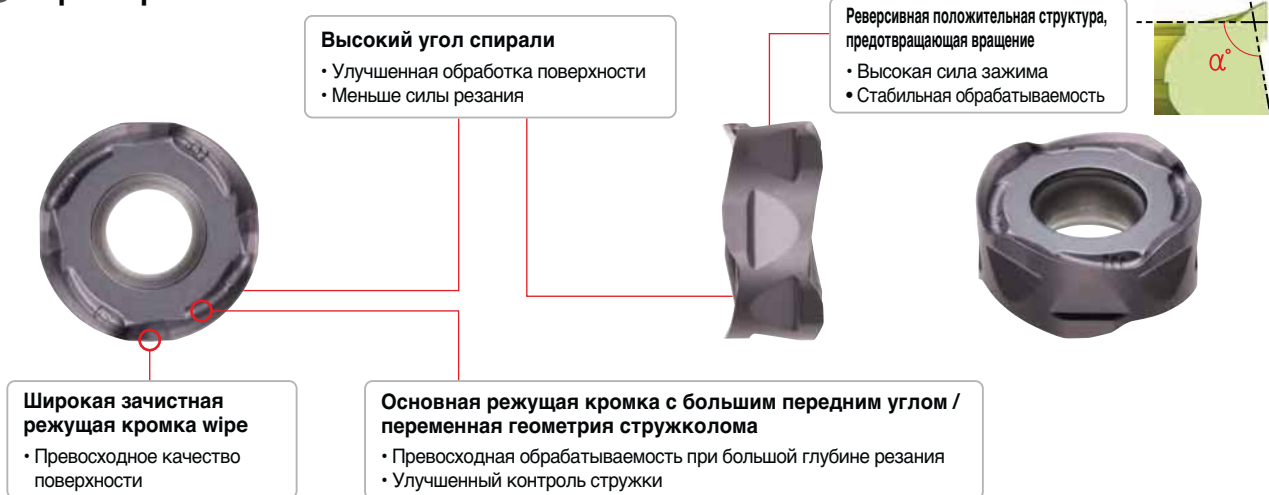 Высокий угол спирали
• Улучшенная обработка поверхности
• Меньше силы резания
Реверсивная положительная структура,
предотвращающая вращение
• Высокая сила зажима
• Стабильная обрабатываемость
α°
Широкая зачистная
режущая кромка wipe
• Превосходное качество
поверхности
Основная режущая кромка с большим передним углом /
переменная геометрия стружколома
• Превосходная обрабатываемость при большой глубине резания
• Улучшенный контроль стружки